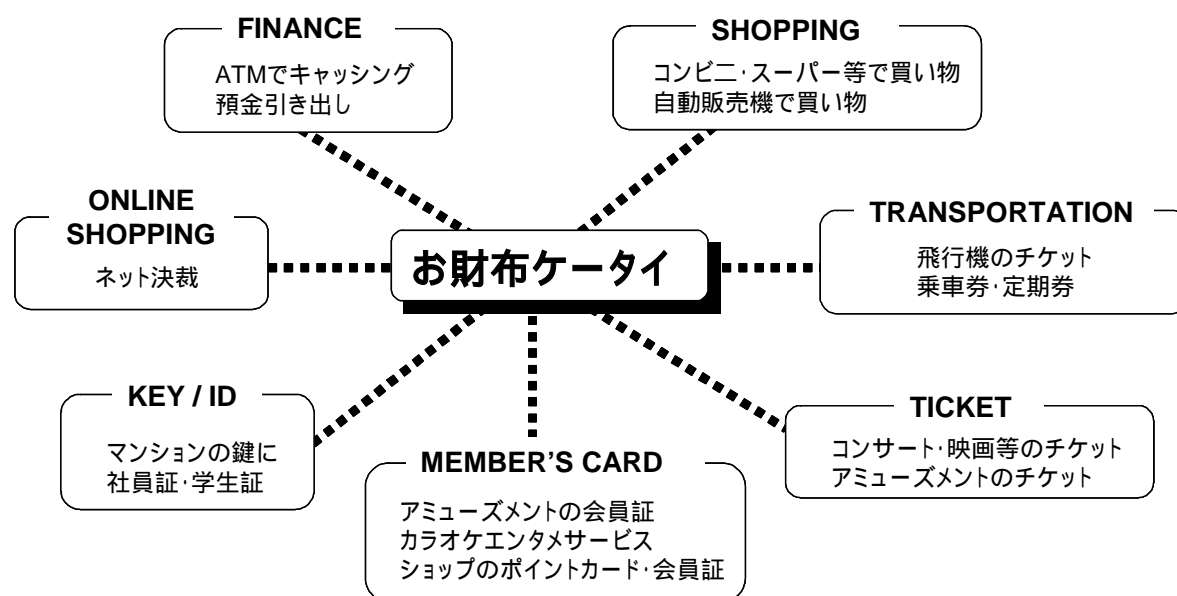 FINANCE
ATMでキャッシング
預金引き出し
SHOPPING
コンビニ･スーパー等で買い物
自動販売機で買い物
ONLINE
SHOPPING
ネット決裁
お財布ケータイ
TRANSPORTATION
飛行機のチケット
乗車券･定期券
KEY / ID
マンションの鍵に
社員証･学生証
MEMBER’S CARD
アミューズメントの会員証
カラオケエンタメサービス
ショップのポイントカード･会員証
TICKET
コンサート･映画等のチケット
アミューズメントのチケット